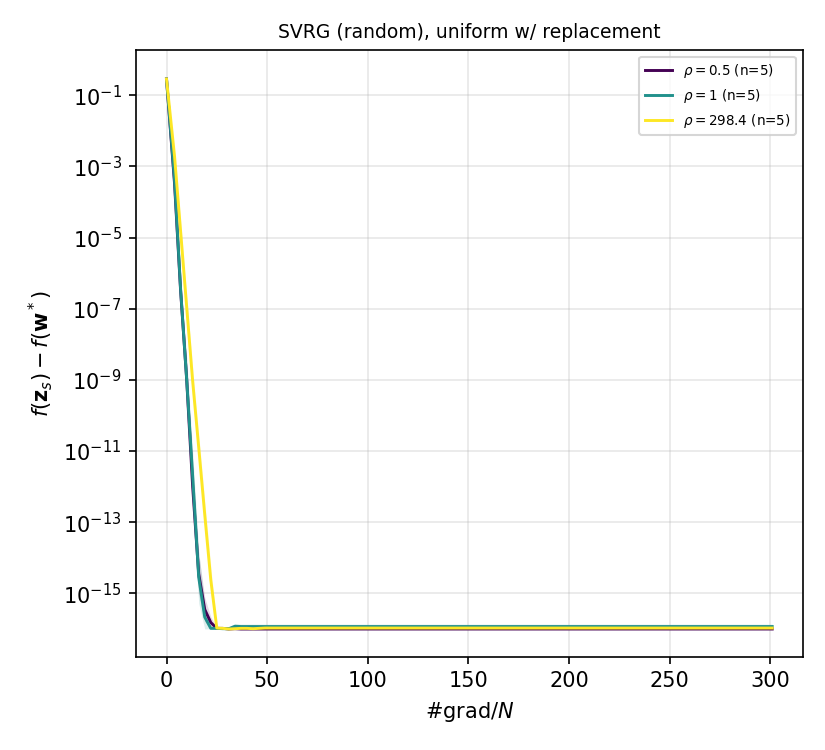 SVRG (random), uniform w/ replacement
ρ = 0.5 (n=5)
ρ = 1 (n=5)
ρ = 298.4 (n=5)
10⁻¹
10⁻³
10⁻⁵
10⁻⁷
10⁻⁹
10⁻¹¹
10⁻¹³
10⁻¹⁵
f(𝐳ₛ) − f(𝐰*)
0 50 100 150 200 250 300
#grad/N